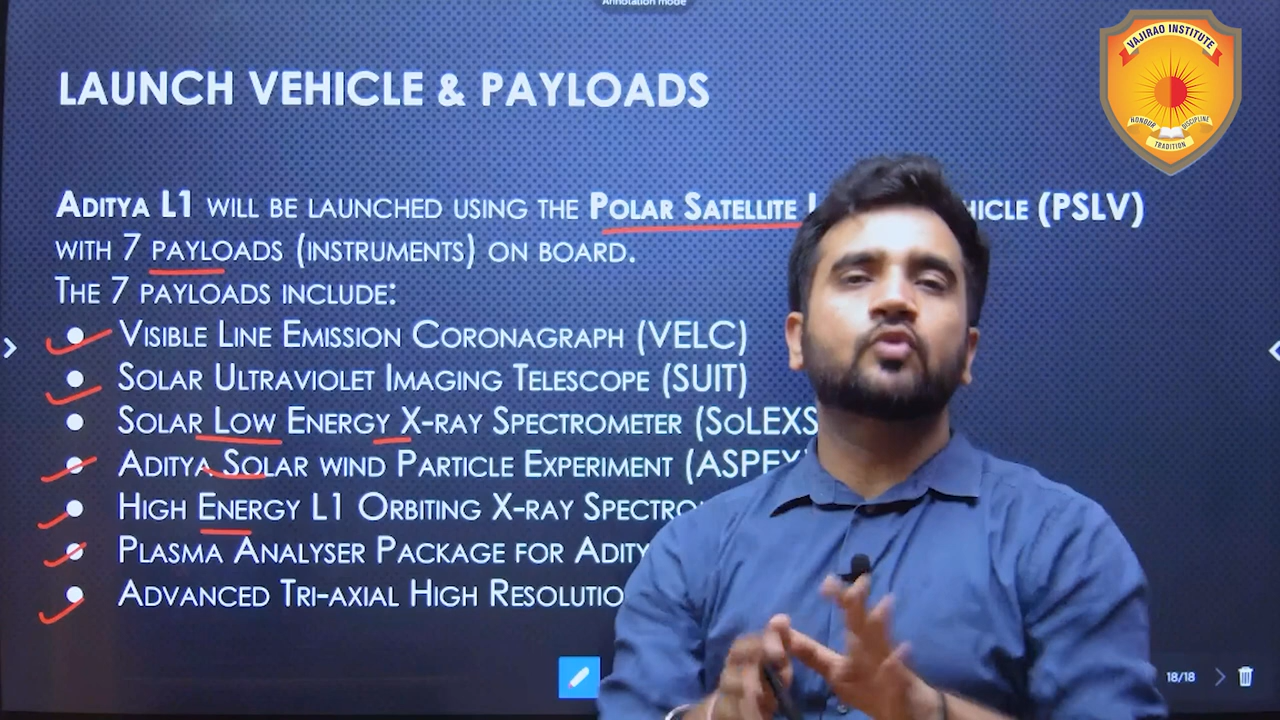 Annotation mode
VAJIRAO INSTITUTE
HONOUR DISCIPLINE
TRADITION
LAUNCH VEHICLE & PAYLOADS
ADITYA L1 WILL BE LAUNCHED USING THE POLAR SATELLITE (PSLV)
WITH 7 PAYLOADS (INSTRUMENTS) ON BOARD.
THE 7 PAYLOADS INCLUDE:
• VISIBLE LINE EMISSION CORONAGRAPH (VELC)
• SOLAR ULTRAVIOLET IMAGING TELESCOPE (SUIT)
• SOLAR LOW ENERGY X-RAY SPECTROMETER (SOLEXS
• ADITYA SOLAR WIND PARTICLE EXPERIMENT (ASPEX)
• HIGH ENERGY L1 ORBITING X-RAY
• PLASMA ANALYSER PACKAGE FOR
• ADVANCED TRI-AXIAL HIGH
18/18